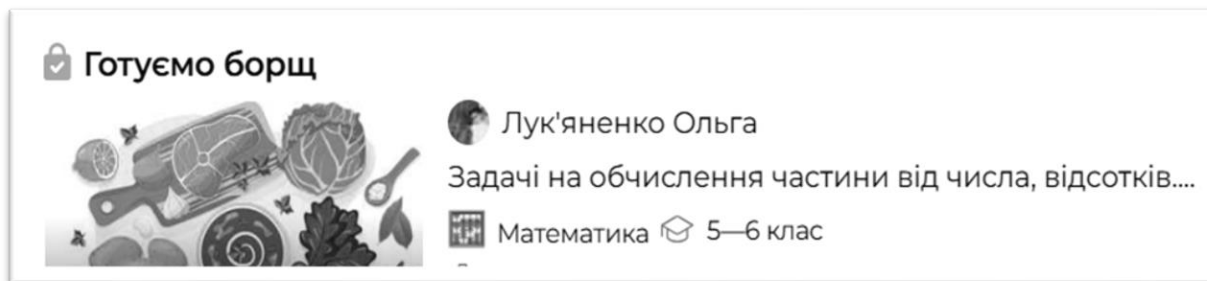 Готуємо борщ
Лук'яненко Ольга
Задачі на обчислення частини від числа, відсотків....
Математика 5—6 клас